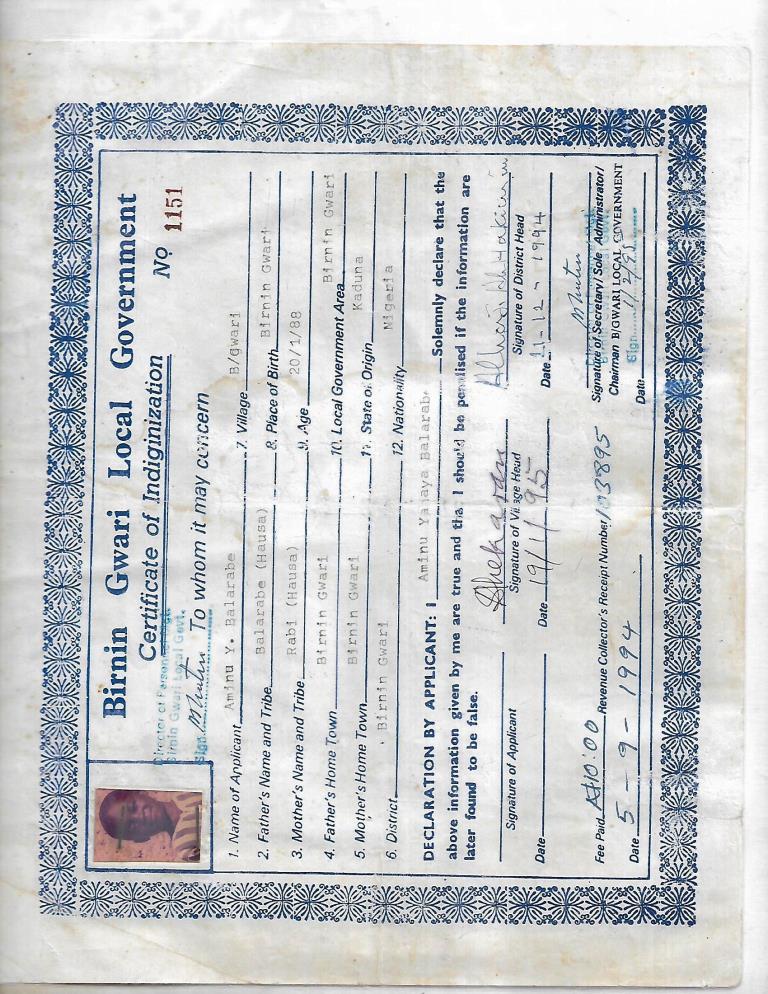 Birnin Gwari Local Government
Certificate of Indiginization
Nº 1151
Director of Personnel
Birnin Gwari Local Govt.
Sign
To whom it may concern
1. Name of Applicant Aminu Y. Balarabe
2. Father's Name and Tribe Balarabe (Hausa)
3. Mother's Name and Tribe Rabi (Hausa)
4. Father's Home Town Birnin Gwari
5. Mother's Home Town Birnin Gwari
6. District Birnin Gwari
7. Village B/gwari
8. Place of Birth Birnin Gwari
9. Age 20/1/88
10. Local Government Area Birnin Gwari
11. State of Origin Kaduna
12. Nationality Nigeria
DECLARATION BY APPLICANT: I Aminu Yahaya Balarabe Solemnly declare that the
above information given by me are true and that I should be penalised if the information are
later found to be false.
Signature of Applicant
Date
Signature of Village Head
Date 19/1/95
Signature of District Head
Date 11-12-1994
Fee Paid ₦10:00 Revenue Collector's Receipt Number 103895
Date 5-9-1994
Signature of Secretary/Sole Administrator/
Chairman B/GWARI LOCAL GOVERNMENT
Sign
Date